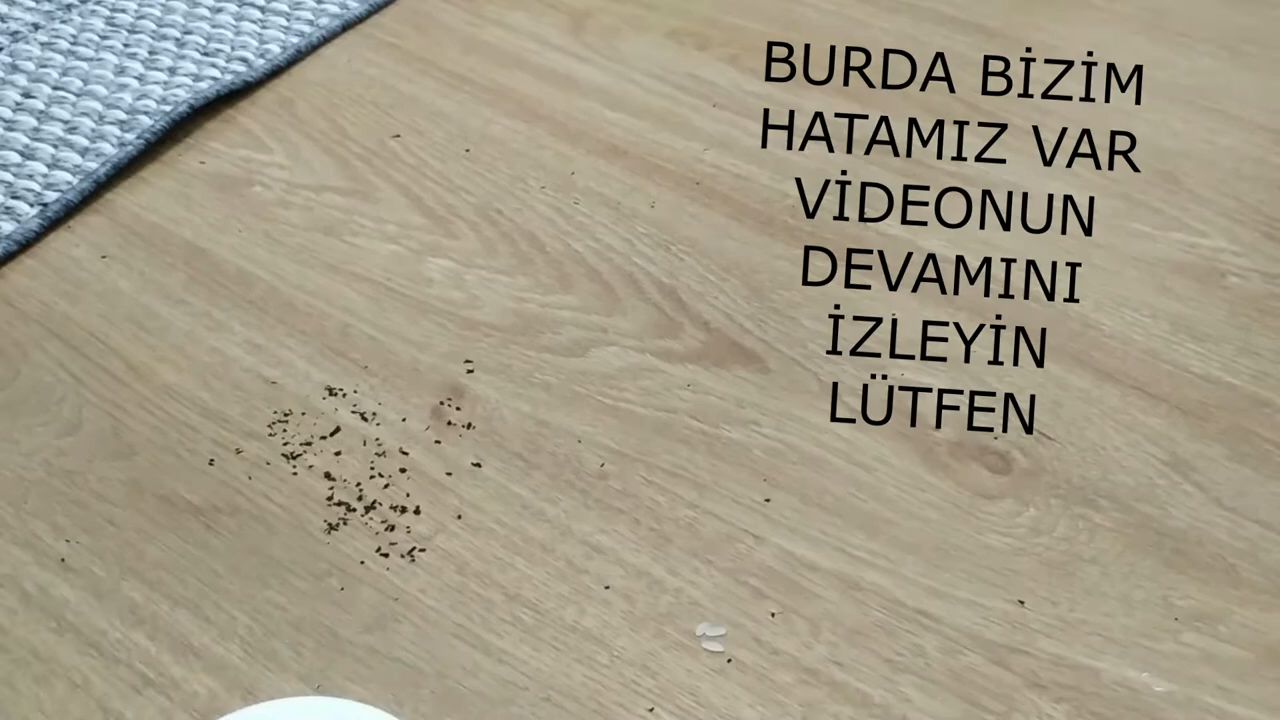 BURDA BİZİM
HATAMIZ VAR
VİDEONUN
DEVAMINI
İZLEYİN
LÜTFEN